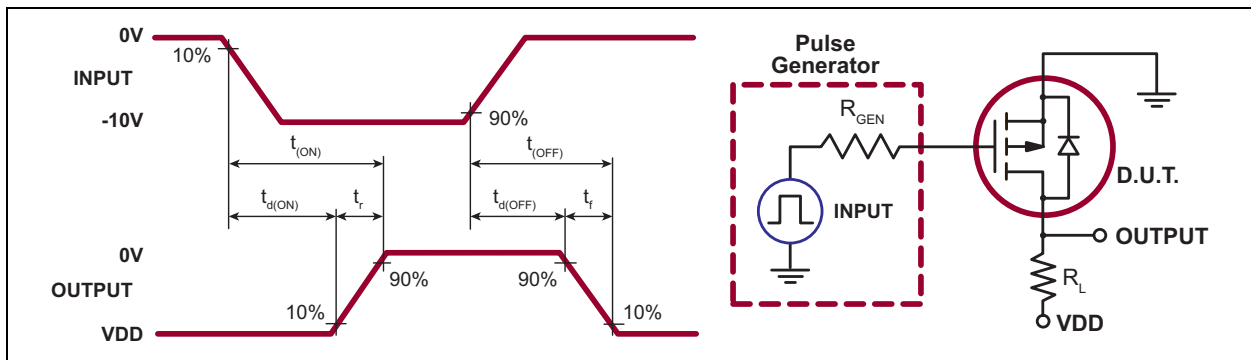 0V
10%
INPUT
-10V
90%
t(ON)
t(OFF)
td(ON)
tr
td(OFF)
tf
0V
OUTPUT
90%
90%
10%
10%
VDD
Pulse
Generator
RGEN
INPUT
D.U.T.
OUTPUT
RL
VDD